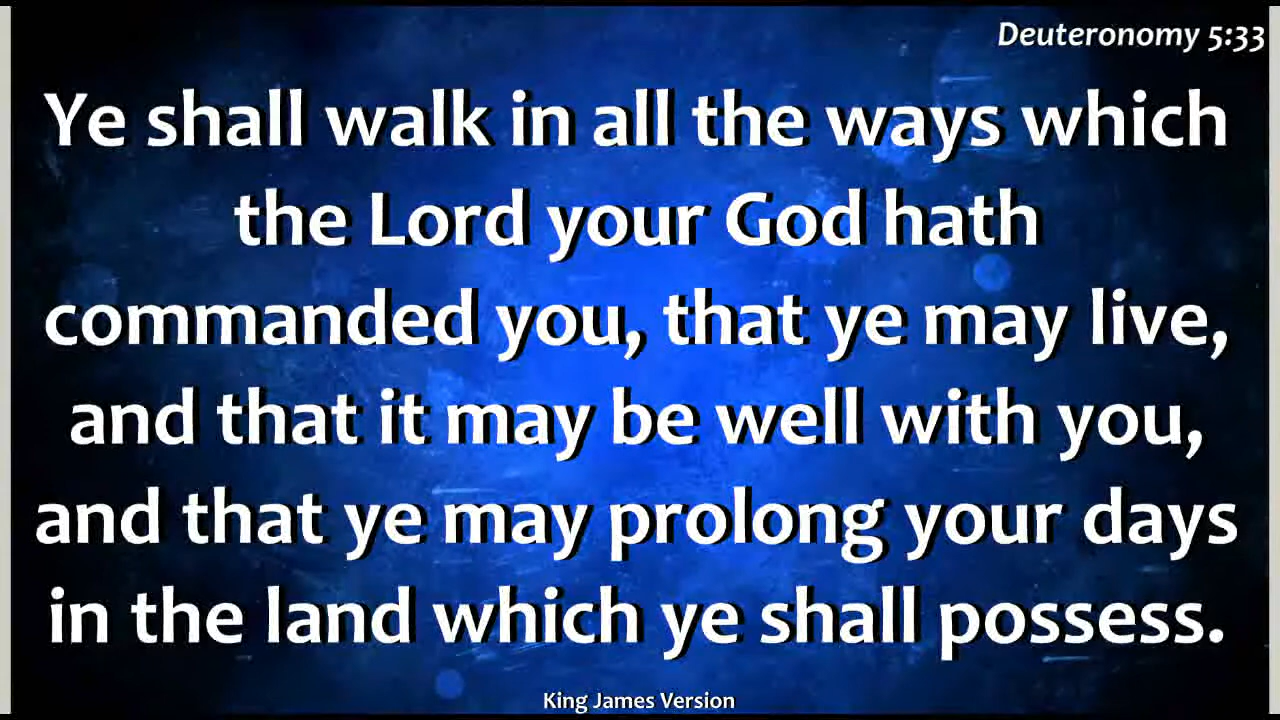 Deuteronomy 5:33
Ye shall walk in all the ways which
the Lord your God hath
commanded you, that ye may live,
and that it may be well with you,
and that ye may prolong your days
in the land which ye shall possess.
King James Version